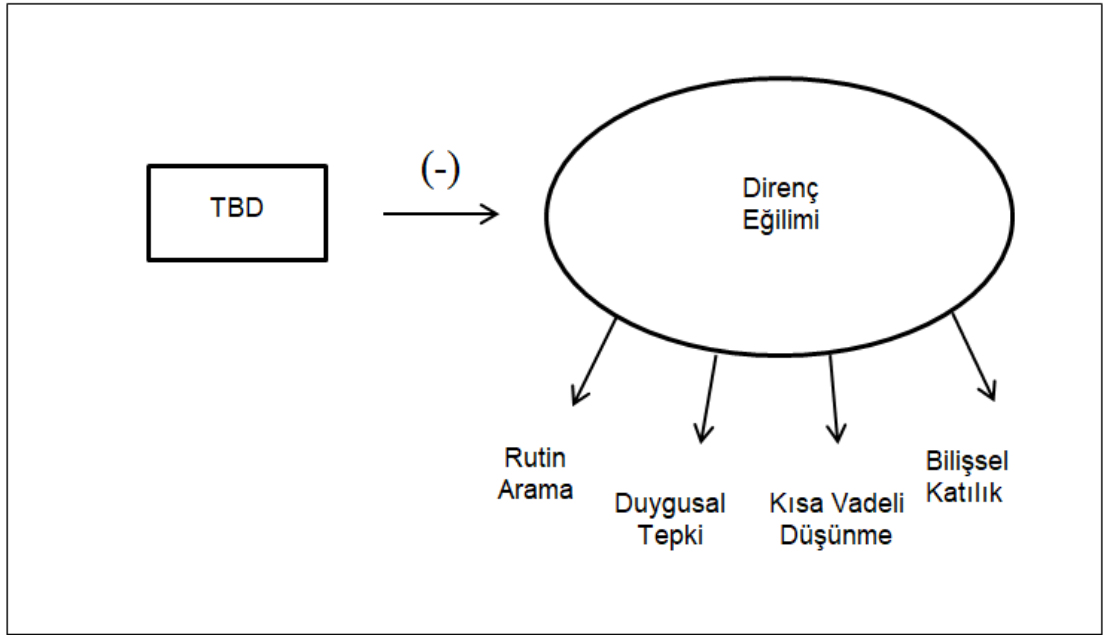 TBD
(-)
Direnç
Eğilimi
Rutin
Arama
Duygusal
Tepki
Kısa Vadeli
Düşünme
Bilişsel
Katılık